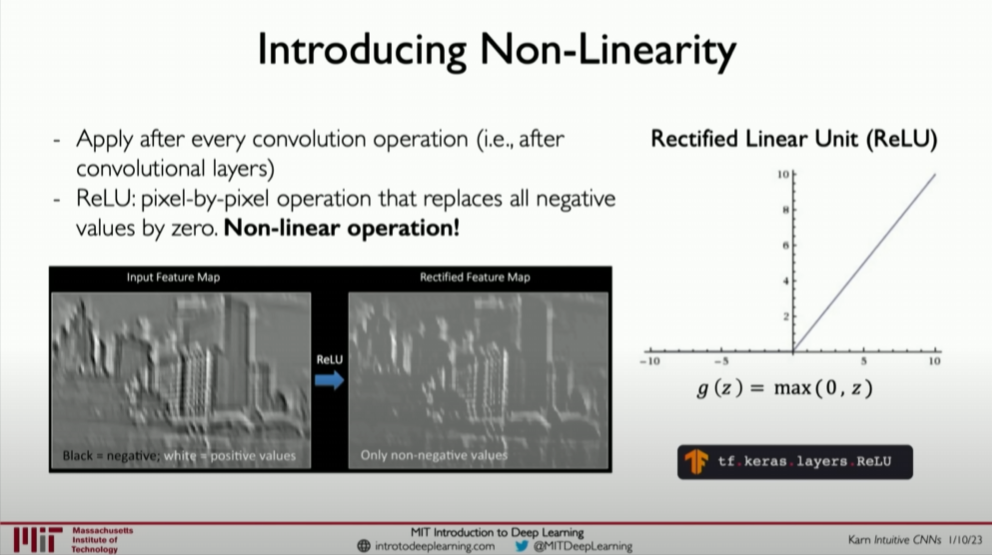 Introducing Non-Linearity
- Apply after every convolution operation (i.e., after
convolutional layers)
- ReLU: pixel-by-pixel operation that replaces all negative
values by zero. Non-linear operation!
Input Feature Map
Rectified Feature Map
ReLU
Black = negative; white = positive values
Only non-negative values
Rectified Linear Unit (ReLU)
10
8
6
4
2
-10 -5 5 10
g(z) = max(0, z)
tf.keras.layers.ReLU
Massachusetts
Institute of
Technology
MIT Introduction to Deep Learning
introtodeeplearning.com @MITDeepLearning
Karn Intuitive CNNs 1/10/23